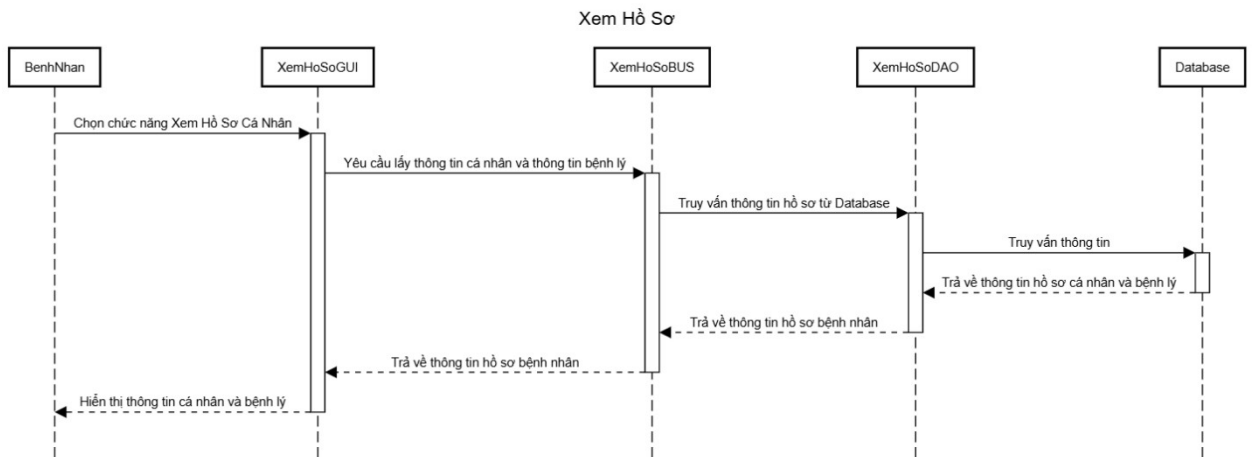 Xem Hồ Sơ
BenhNhan
XemHoSoGUI
XemHoSoBUS
XemHoSoDAO
Database
Chọn chức năng Xem Hồ Sơ Cá Nhân
Yêu cầu lấy thông tin cá nhân và thông tin bệnh lý
Truy vấn thông tin hồ sơ từ Database
Truy vấn thông tin
Trả về thông tin hồ sơ cá nhân và bệnh lý
Trả về thông tin hồ sơ bệnh nhân
Trả về thông tin hồ sơ bệnh nhân
Hiển thị thông tin cá nhân và bệnh lý